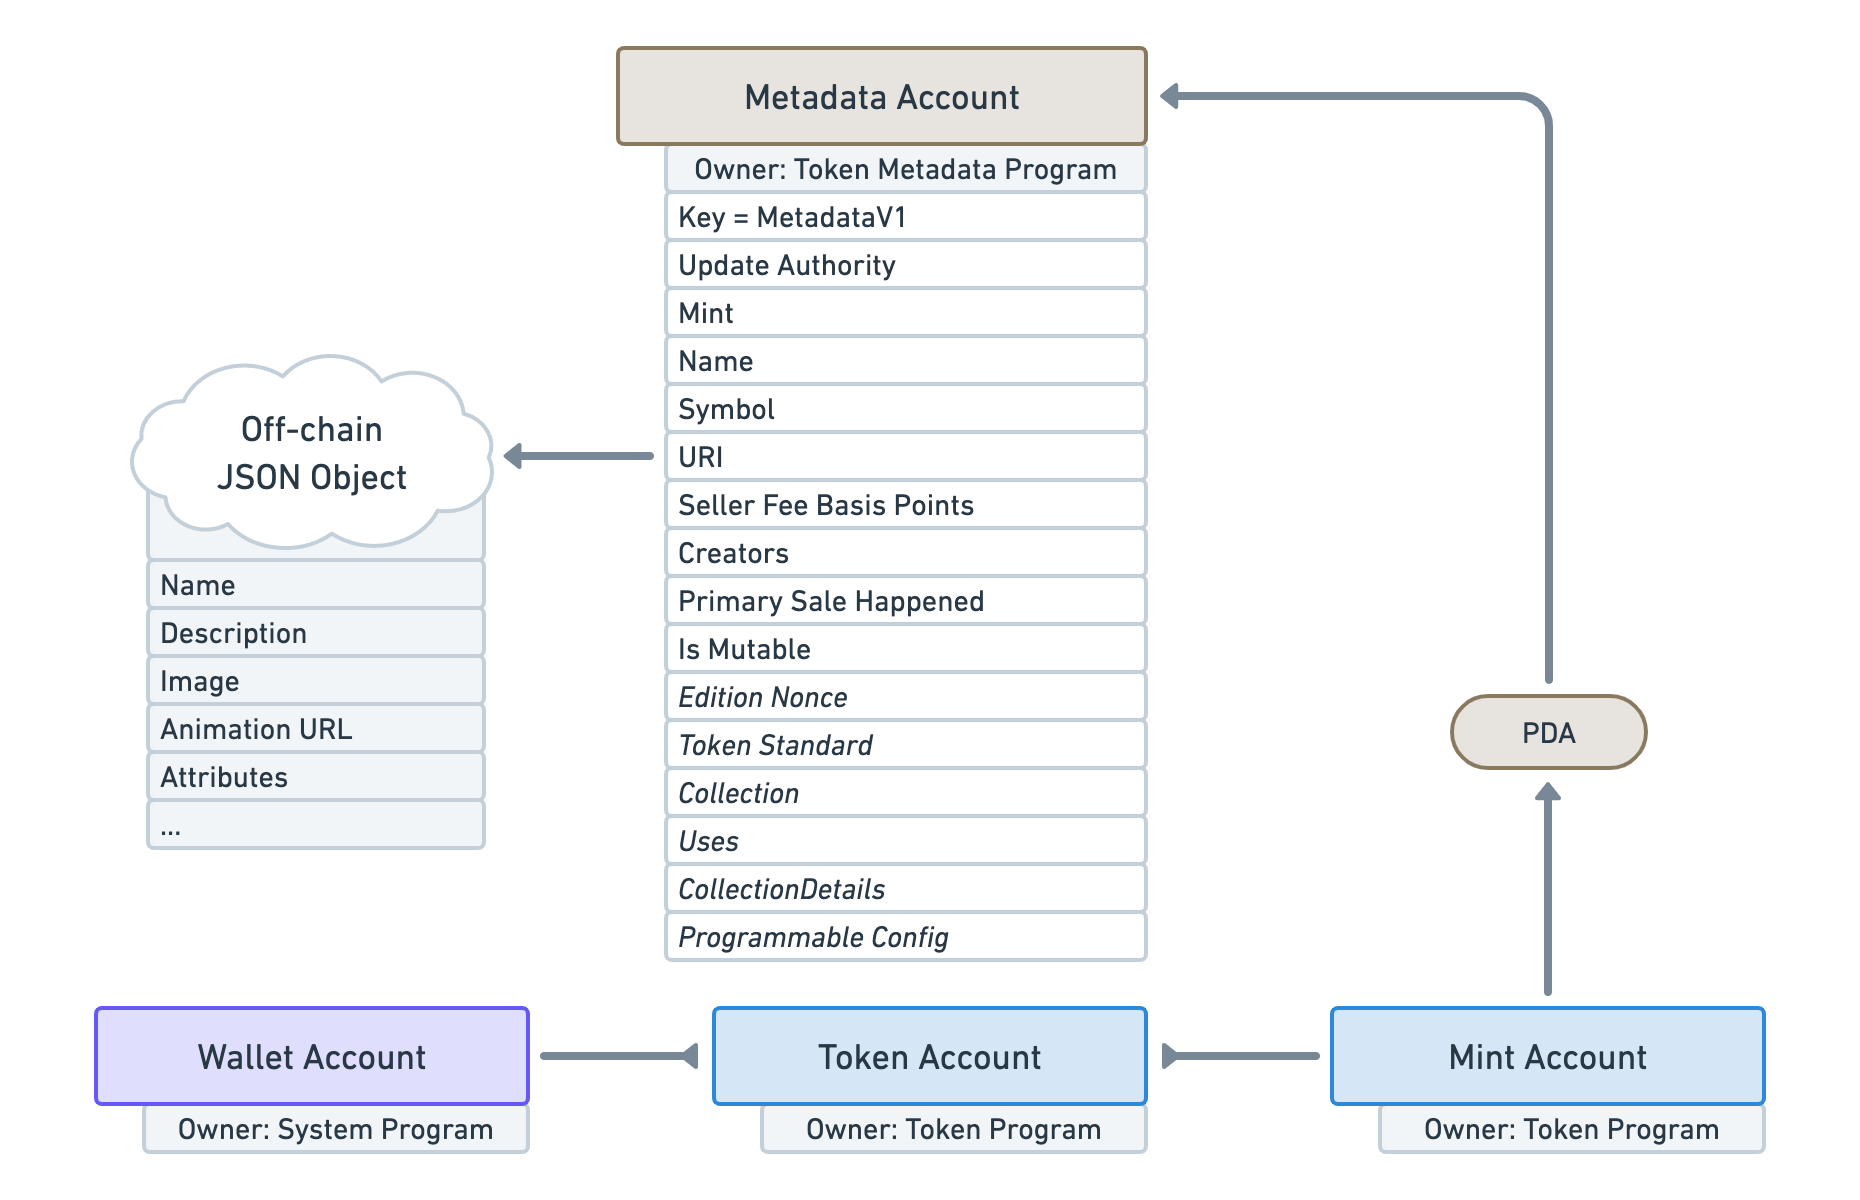 Metadata Account
Owner: Token Metadata Program
Key = MetadataV1
Update Authority
Mint
Name
Symbol
URI
Seller Fee Basis Points
Creators
Primary Sale Happened
Is Mutable
Edition Nonce
Token Standard
Collection
Uses
CollectionDetails
Programmable Config
Off-chain
JSON Object
Name
Description
Image
Animation URL
Attributes
...
PDA
Wallet Account
Owner: System Program
Token Account
Owner: Token Program
Mint Account
Owner: Token Program